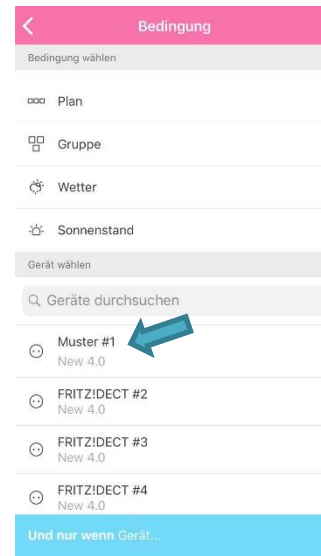 Bedingung
Bedingung wählen
Plan
Gruppe
Wetter
Sonnenstand
Gerät wählen
Geräte durchsuchen
Muster #1
New 4.0
FRITZ!DECT #2
New 4.0
FRITZ!DECT #3
New 4.0
FRITZ!DECT #4
New 4.0
Und nur wenn Gerät...